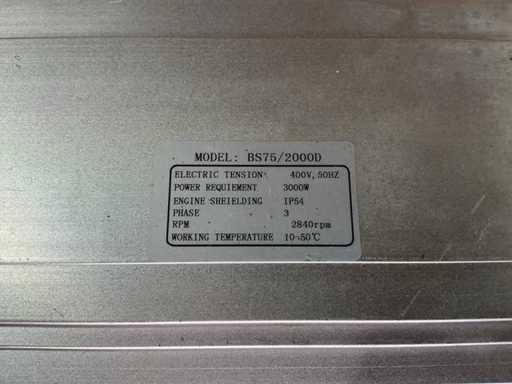 MODEL: BS75/2000D
ELECTRIC TENSION 400V, 50HZ
POWER REQUIEMENT 3000W
ENGINE SHEIELDING IP54
PHASE 3
RPM 2840rpm
WORKING TEMPERATURE 10~50℃